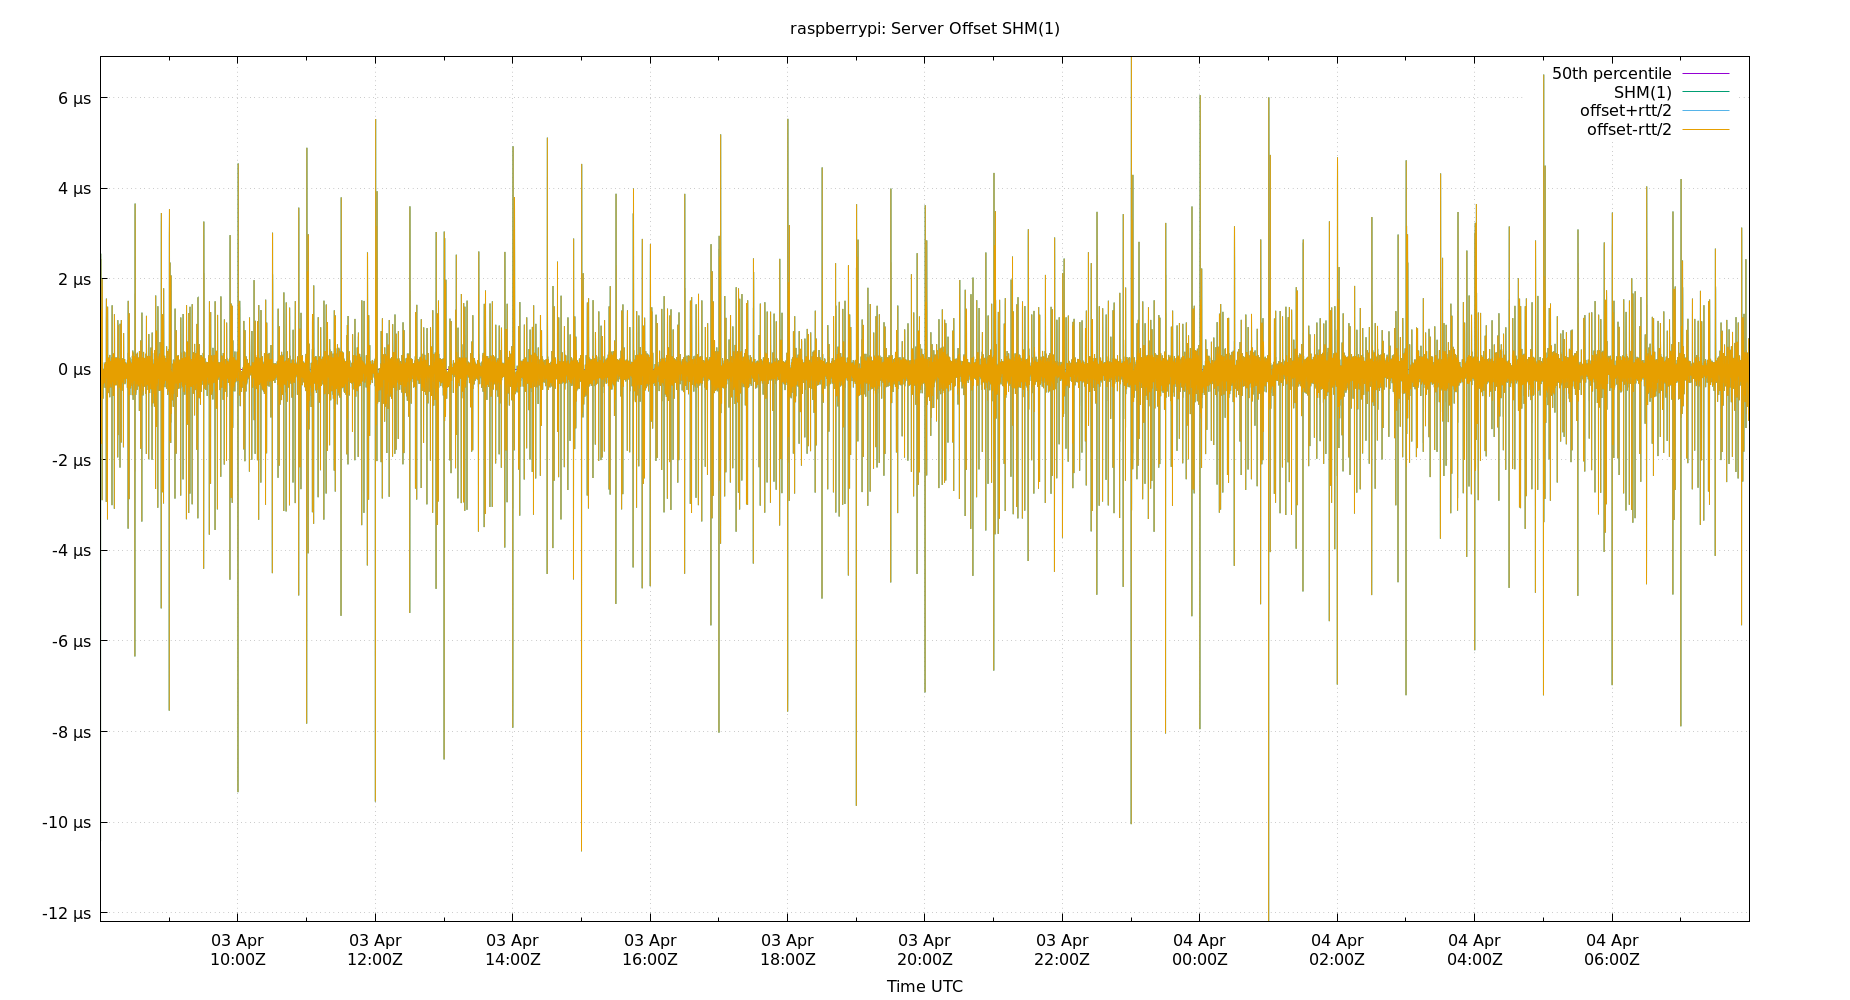 raspberrypi: Server Offset SHM(1)
50th percentile
SHM(1)
offset+rtt/2
offset-rtt/2
6 µs
4 µs
2 µs
0 µs
-2 µs
-4 µs
-6 µs
-8 µs
-10 µs
-12 µs
03 Apr 03 Apr 03 Apr 03 Apr 03 Apr 03 Apr 03 Apr 04 Apr 04 Apr 04 Apr 04 Apr
10:00Z 12:00Z 14:00Z 16:00Z 18:00Z 20:00Z 22:00Z 00:00Z 02:00Z 04:00Z 06:00Z
Time UTC